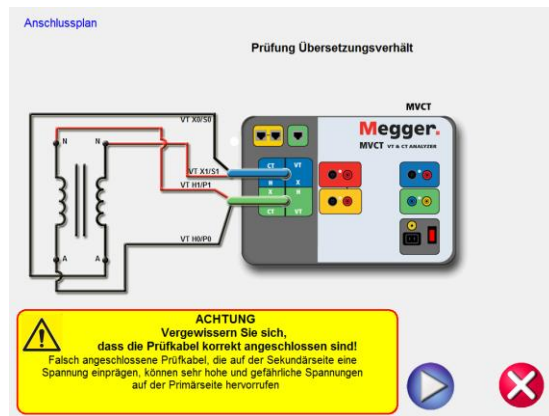 Anschlussplan
Prüfung Übersetzungsverhält
MVCT
Megger.
MVCT VT & CT ANALYZER
VT X0/S0
VT X1/S1
VT H1/P1
VT H0/P0
N N
A A
CT VT
H X
X H
CT VT
ACHTUNG
Vergewissern Sie sich,
dass die Prüfkabel korrekt angeschlossen sind!
Falsch angeschlossene Prüfkabel, die auf der Sekundärseite eine
Spannung einprägen, können sehr hohe und gefährliche Spannungen
auf der Primärseite hervorrufen